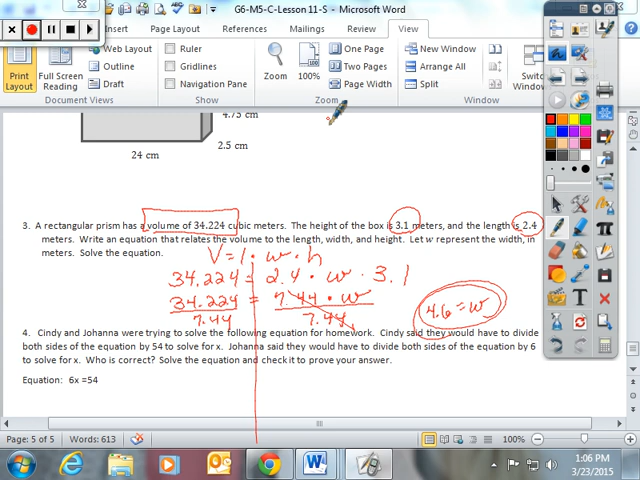 G6-M5-C-Lesson 11-S - Microsoft Word
References
Mailings
Review
View
Page Layout
Print Layout
Full Screen Reading
Web Layout
Outline
Draft
Document Views
Ruler
Gridlines
Navigation Pane
Show
Zoom
100%
One Page
Two Pages
Page Width
Zoom
New Window
Arrange All
Split
Window
24 cm
2.5 cm
3. A rectangular prism has a volume of 34.224 cubic meters. The height of the box is 3.1 meters, and the length is 2.4
meters. Write an equation that relates the volume to the length, width, and height. Let w represent the width, in
meters. Solve the equation.
V = l · w · h
34.224 = 2.4 · w · 3.1
34.224 = 7.44 · w
7.44 7.44
4.6 = w
4. Cindy and Johanna were trying to solve the following equation for homework. Cindy said they would have to divide
both sides of the equation by 54 to solve for x. Johanna said they would have to divide both sides of the equation by 6
to solve for x. Who is correct? Solve the equation and check it to prove your answer.
Equation: 6x =54
Page: 5 of 5
Words: 613
100%
1:06 PM
3/23/2015